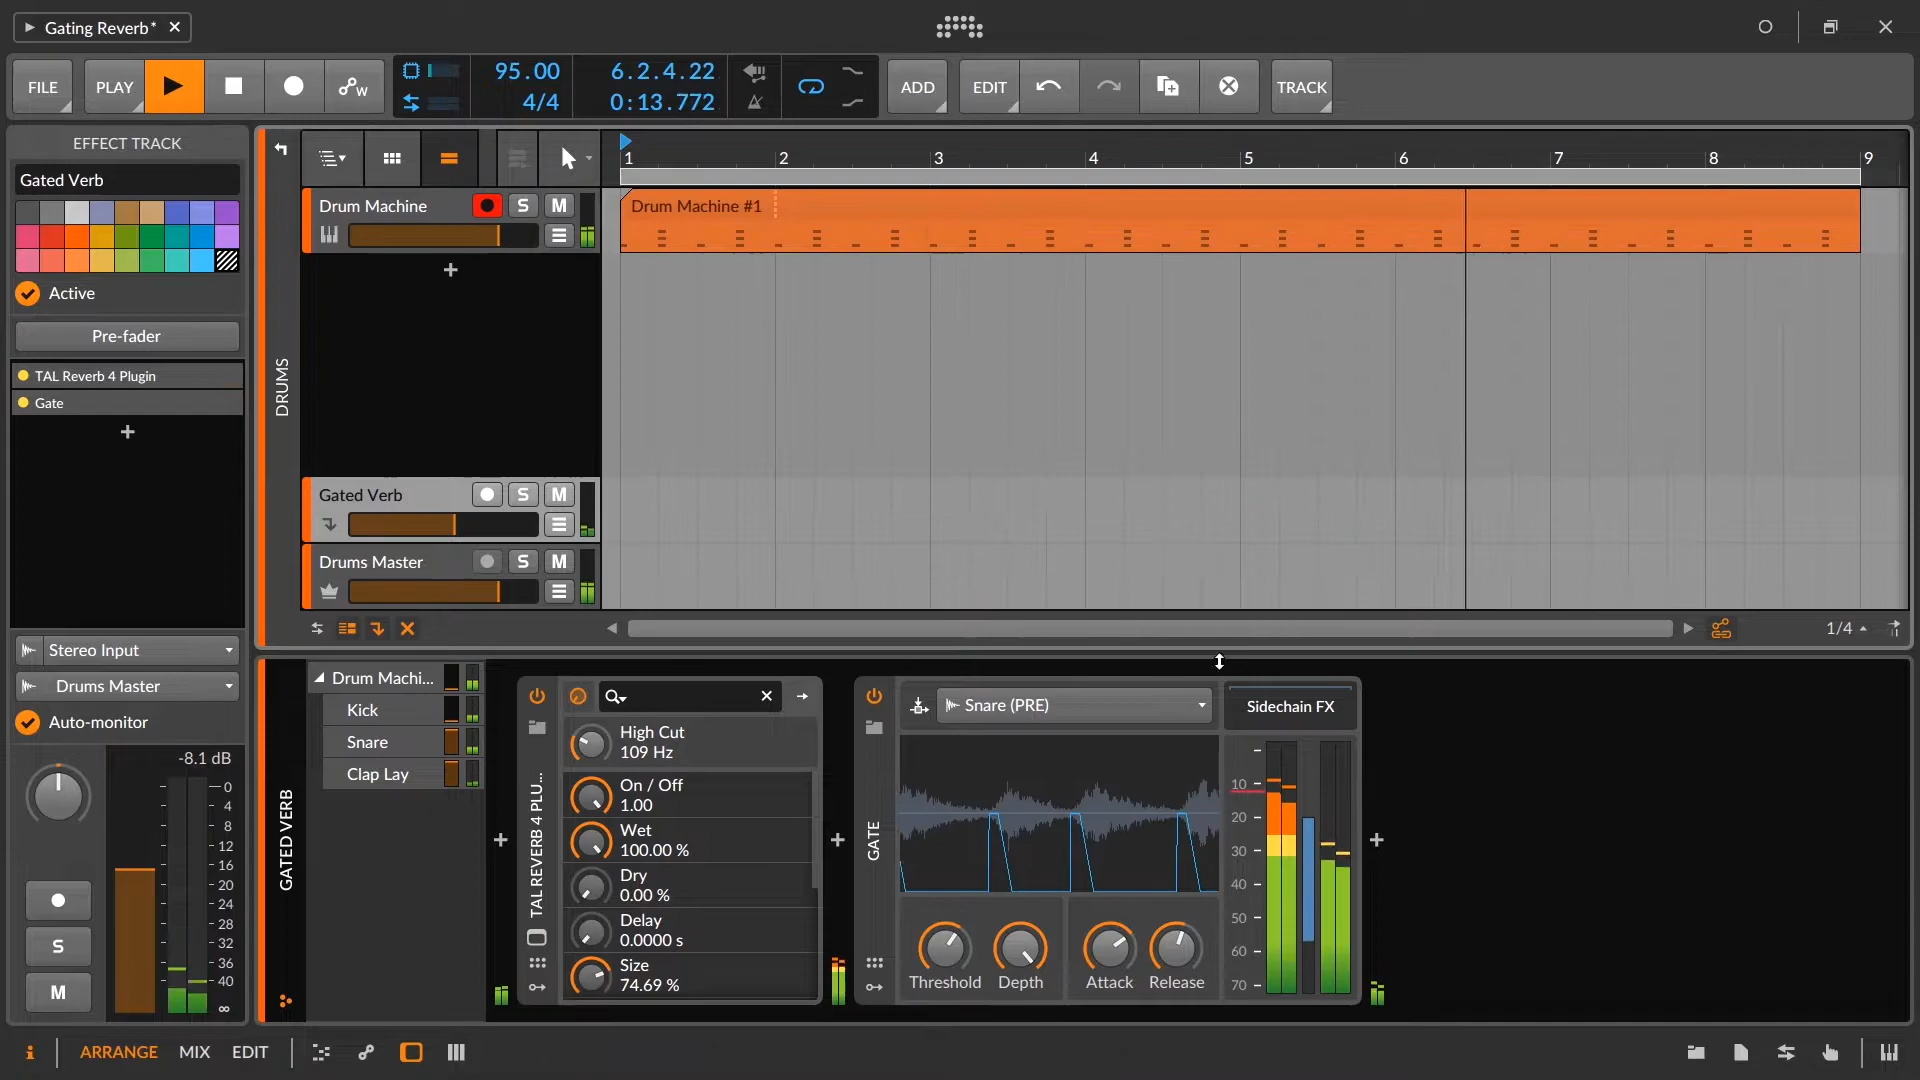 Gating Reverb*
FILE
PLAY
W
95.00
4/4
6.2.4.22
0:13.772
ADD
EDIT
TRACK
EFFECT TRACK
Gated Verb
Active
Pre-fader
TAL Reverb 4 Plugin
Gate
Stereo Input
Drums Master
Auto-monitor
-8.1 dB
0
4
8
12
16
20
24
28
32
36
40
∞
S
M
DRUMS
1
2
3
4
5
6
7
8
9
Drum Machine
S
M
Drum Machine #1
Gated Verb
S
M
Drums Master
S
M
1/4
GATED VERB
Drum Machi...
Kick
Snare
Clap Lay
TAL REVERB 4 PLU...
High Cut
109 Hz
On / Off
1.00
Wet
100.00 %
Dry
0.00 %
Delay
0.0000 s
Size
74.69 %
GATE
Snare (PRE)
Sidechain FX
Threshold
Depth
Attack
Release
10
20
30
40
50
60
70
i
ARRANGE
MIX
EDIT